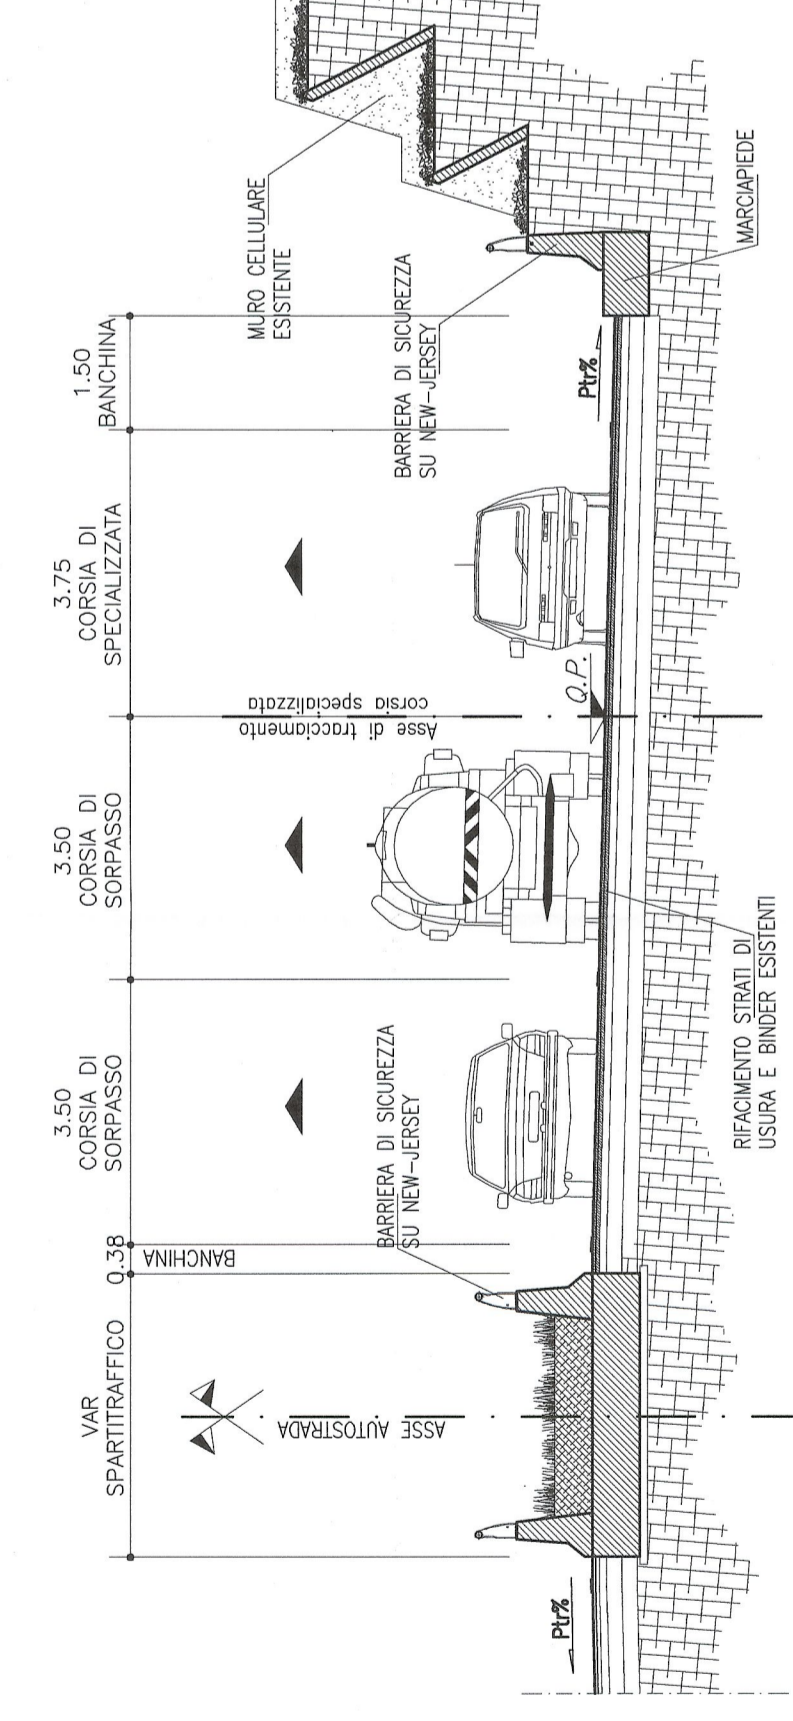 VAR
SPARTITRAFFICO
0.38
BANCHINA
3.50
CORSIA DI
SORPASSO
3.50
CORSIA DI
SORPASSO
3.75
CORSIA DI
SPECIALIZZATA
1.50
BANCHINA
ASSE AUTOSTRADA
BARRIERA DI SICUREZZA
SU NEW-JERSEY
Asse di tracciamento
corsia specializzata
Q.P.
MURO CELLULARE
ESISTENTE
BARRIERA DI SICUREZZA
SU NEW-JERSEY
Ptr%
Ptr%
RIFACIMENTO STRATI DI
USURA E BINDER ESISTENTI
MARCIAPIEDE